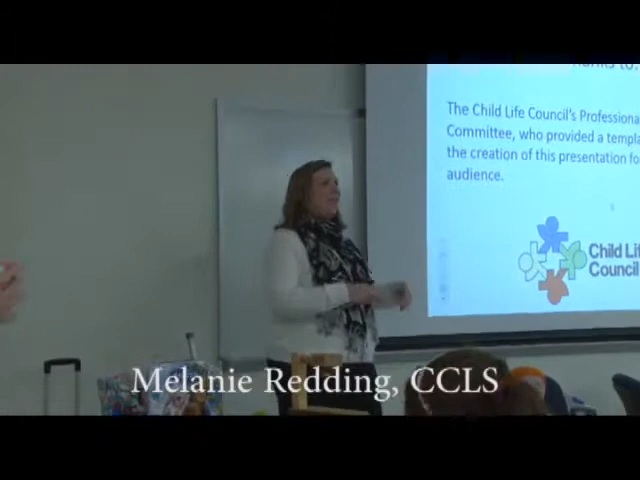 The Child Life Council's Professional
Committee, who provided a templa
the creation of this presentation fo
audience.
Child Lif
Council
Melanie Redding, CCLS